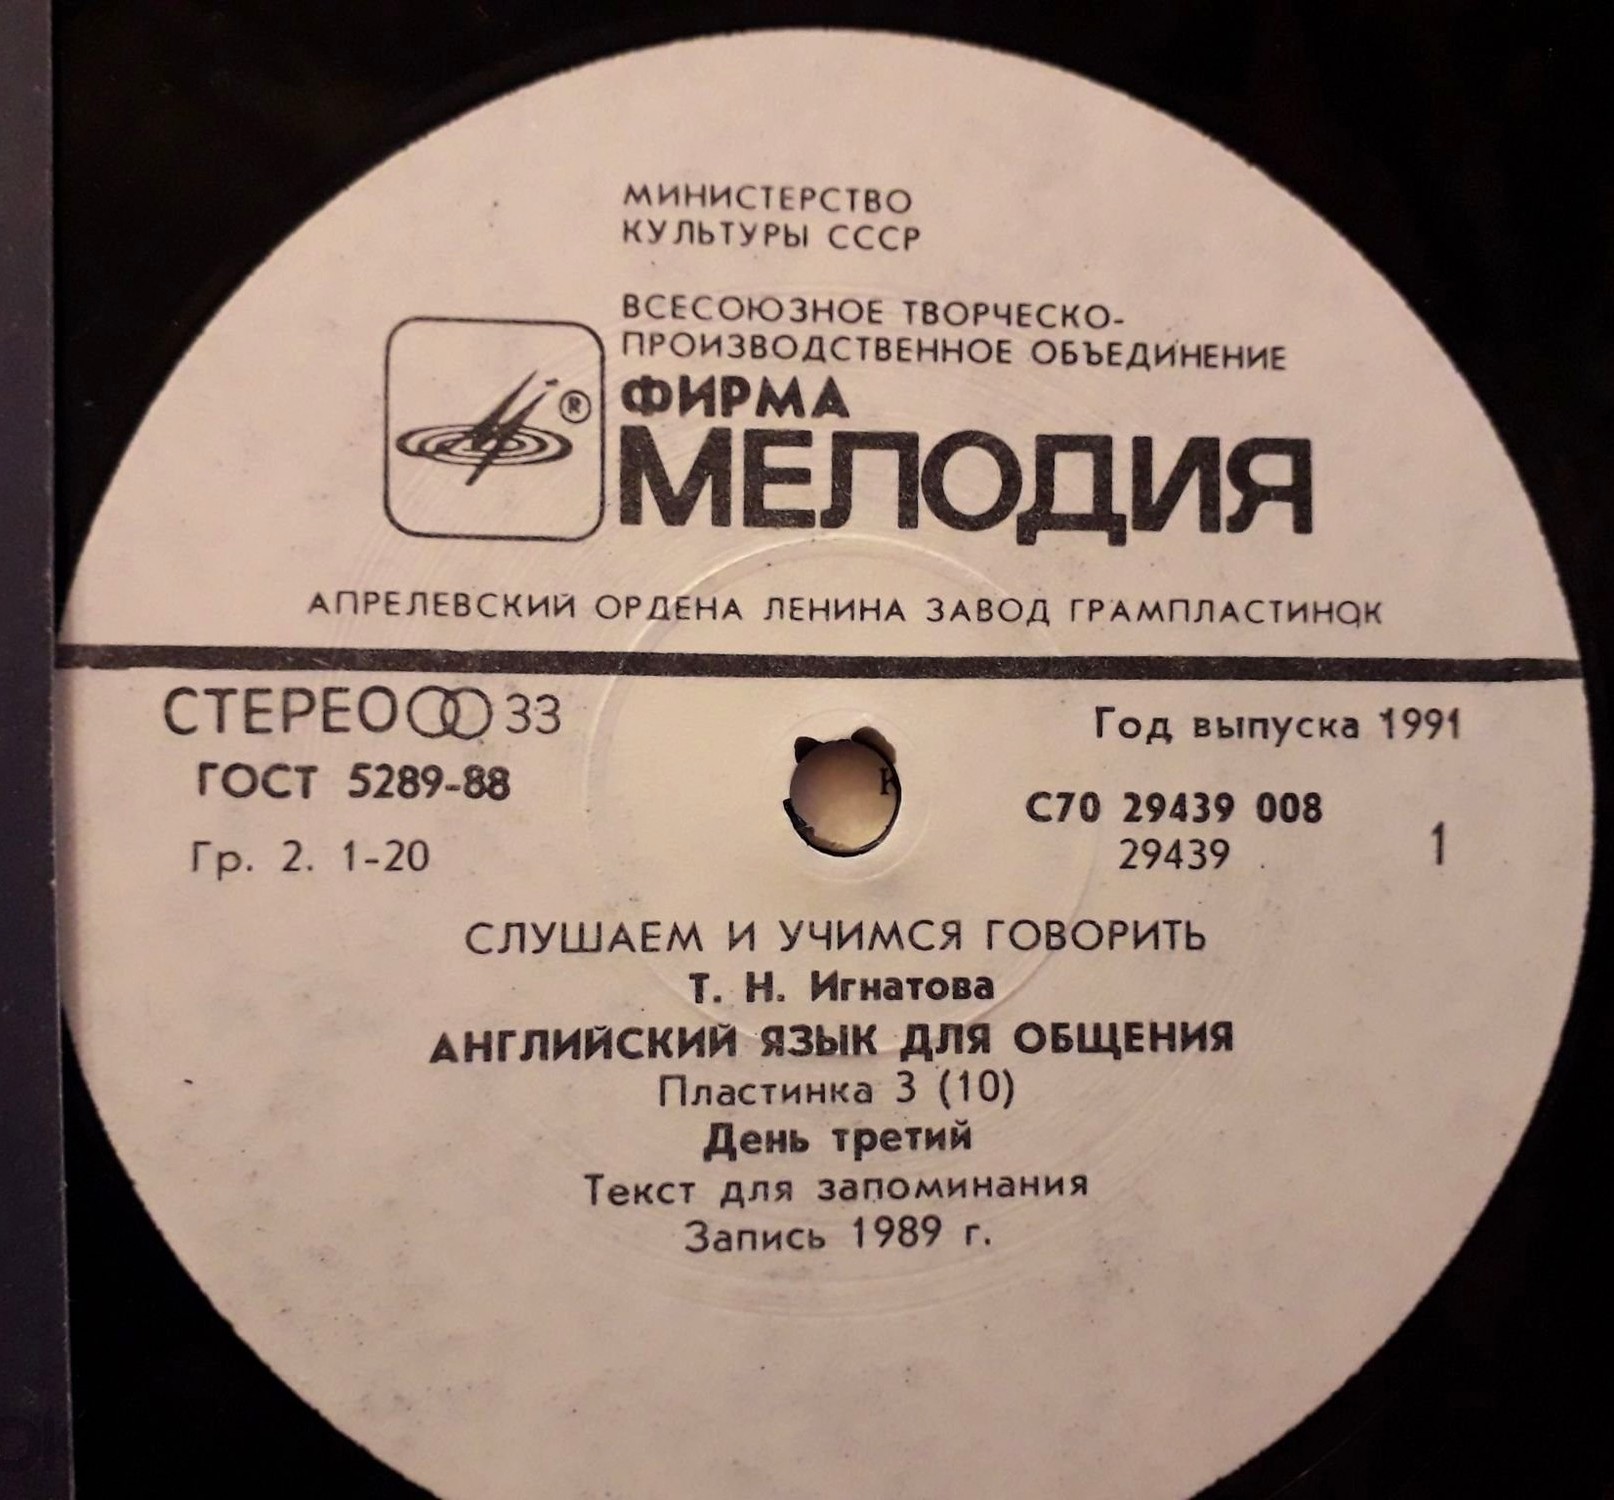 МИНИСТЕРСТВО
КУЛЬТУРЫ СССР
ВСЕСОЮЗНОЕ ТВОРЧЕСКО-
ПРОИЗВОДСТВЕННОЕ ОБЪЕДИНЕНИЕ
ФИРМА
®
МЕЛОДИЯ
АПРЕЛЕВСКИЙ ОРДЕНА ЛЕНИНА ЗАВОД ГРАМПЛАСТИНОК
СТЕРЕО 33
Год выпуска 1991
ГОСТ 5289-88
С70 29439 008
Гр. 2. 1-20
29439
1
К
СЛУШАЕМ И УЧИМСЯ ГОВОРИТЬ
Т. Н. Игнатова
АНГЛИЙСКИЙ ЯЗЫК ДЛЯ ОБЩЕНИЯ
Пластинка 3 (10)
День третий
Текст для запоминания
Запись 1989 г.